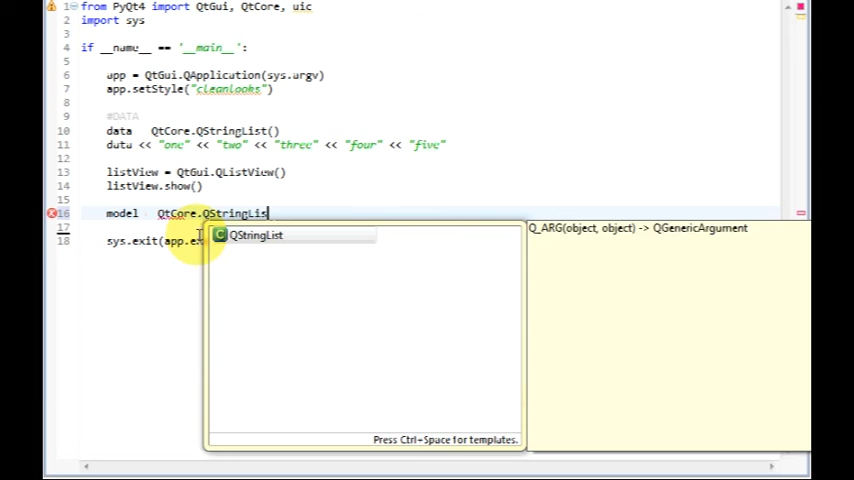 1 from PyQt4 import QtGui, QtCore, uic
2 import sys
3
4 if __name__ == '__main__':
5
6 app = QtGui.QApplication(sys.argv)
7 app.setStyle("cleanlooks")
8
9 #DATA
10 data QtCore.QStringList()
11 data << "one" << "two" << "three" << "four" << "five"
12
13 listView = QtGui.QListView()
14 listView.show()
15
16 model QtCore.QStringLis
17
18 sys.exit(app.ex
QStringList
Q_ARG(object, object) -> QGenericArgument
Press Ctrl+Space for templates.